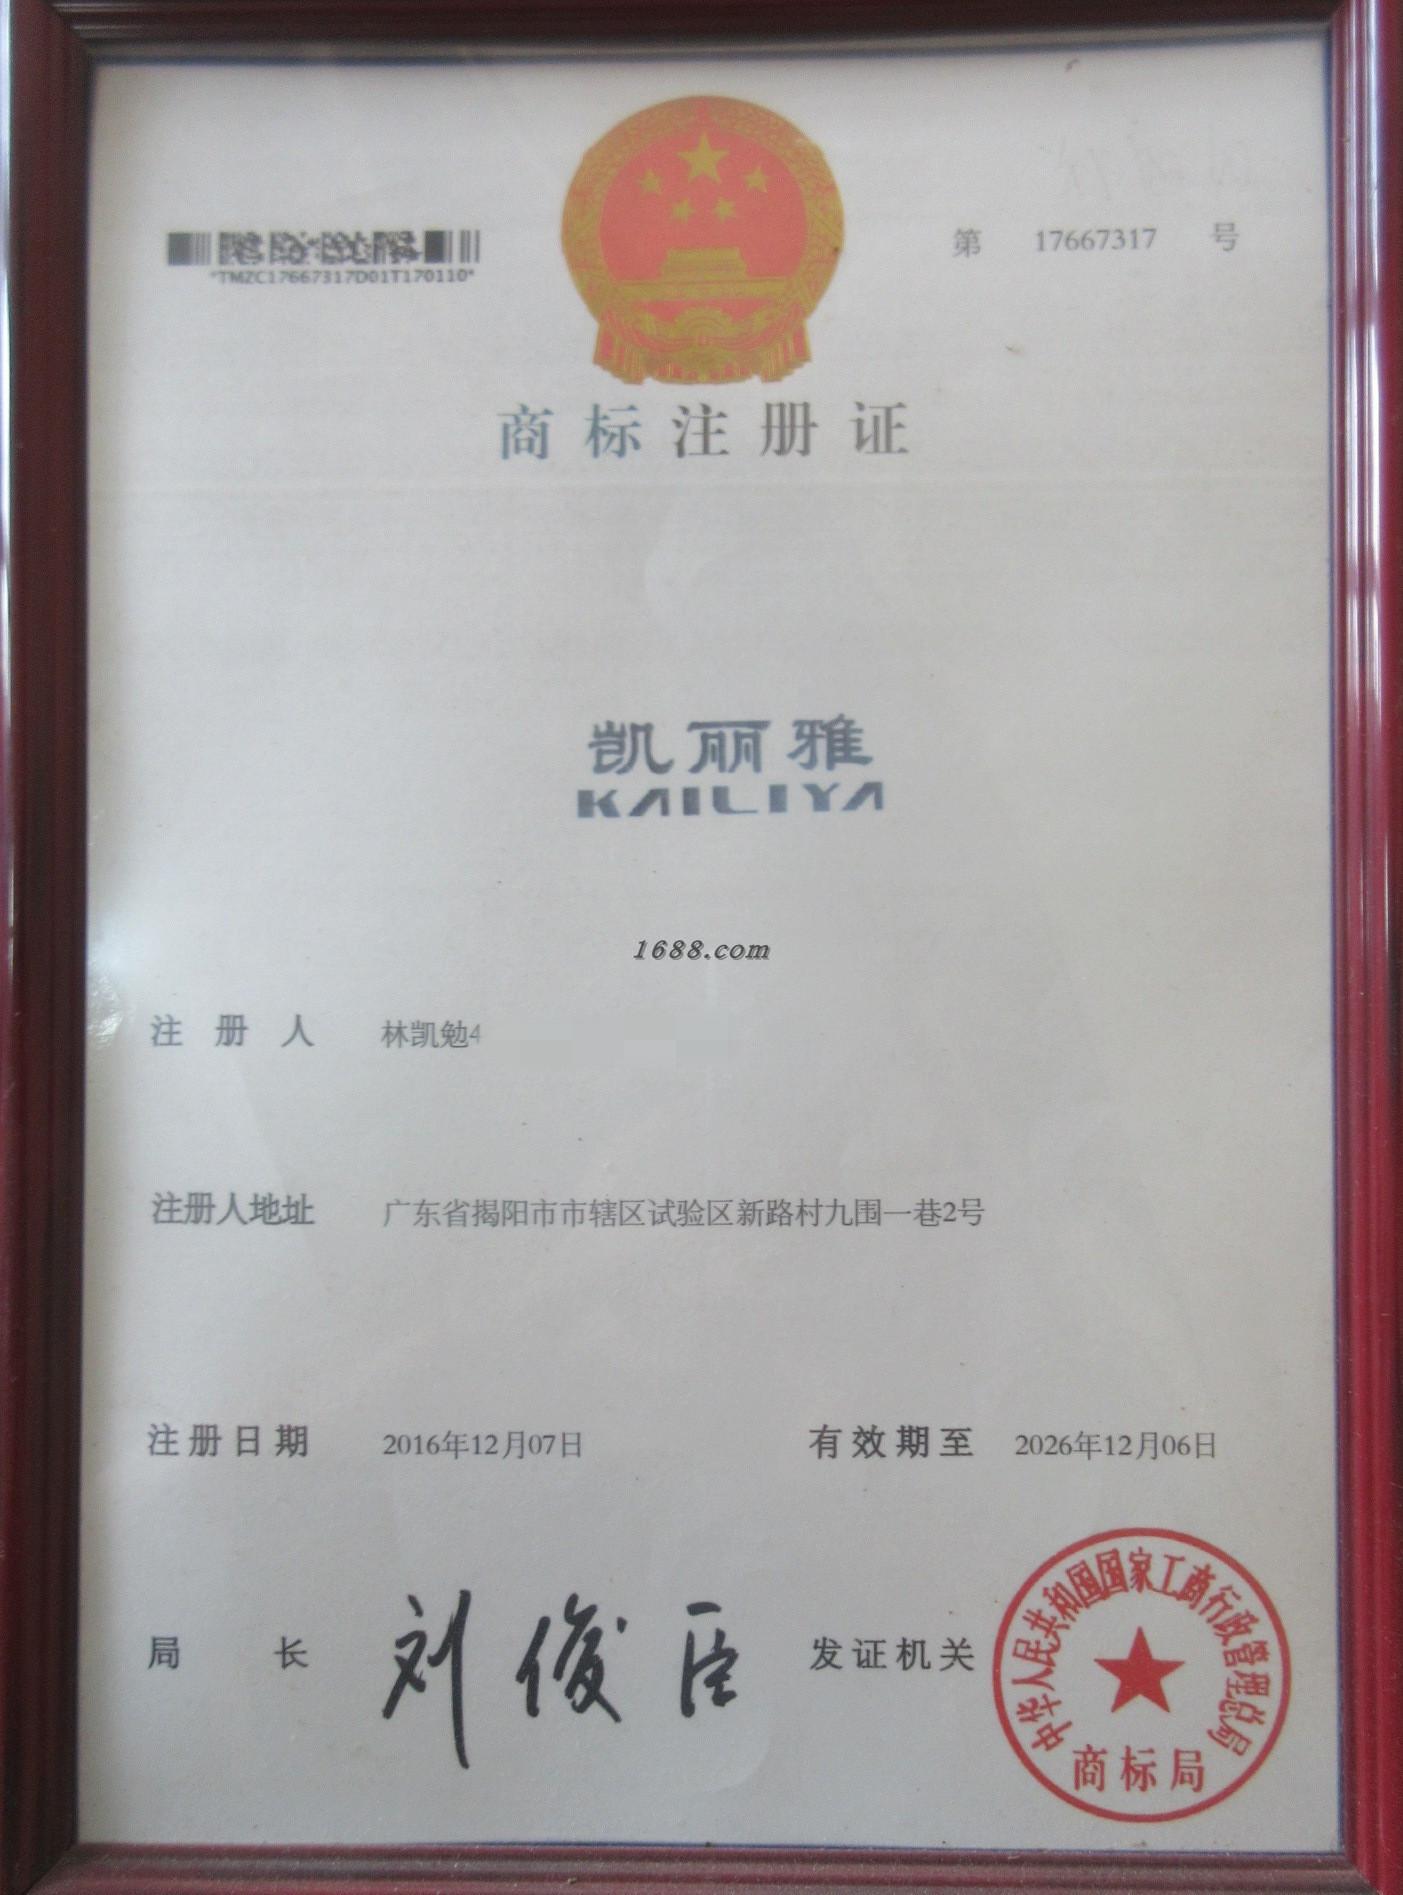 *TMZC17667317D01T170110*
第 17667317 号
商标注册证
凯丽雅
KAILIYA
1688.com
注册人 林凯勉4
注册人地址 广东省揭阳市市辖区试验区新路村九围一巷2号
注册日期 2016年12月07日 有效期至 2026年12月06日
局长 刘俊臣 发证机关
中华人民共和国国家工商行政管理总局
商标局